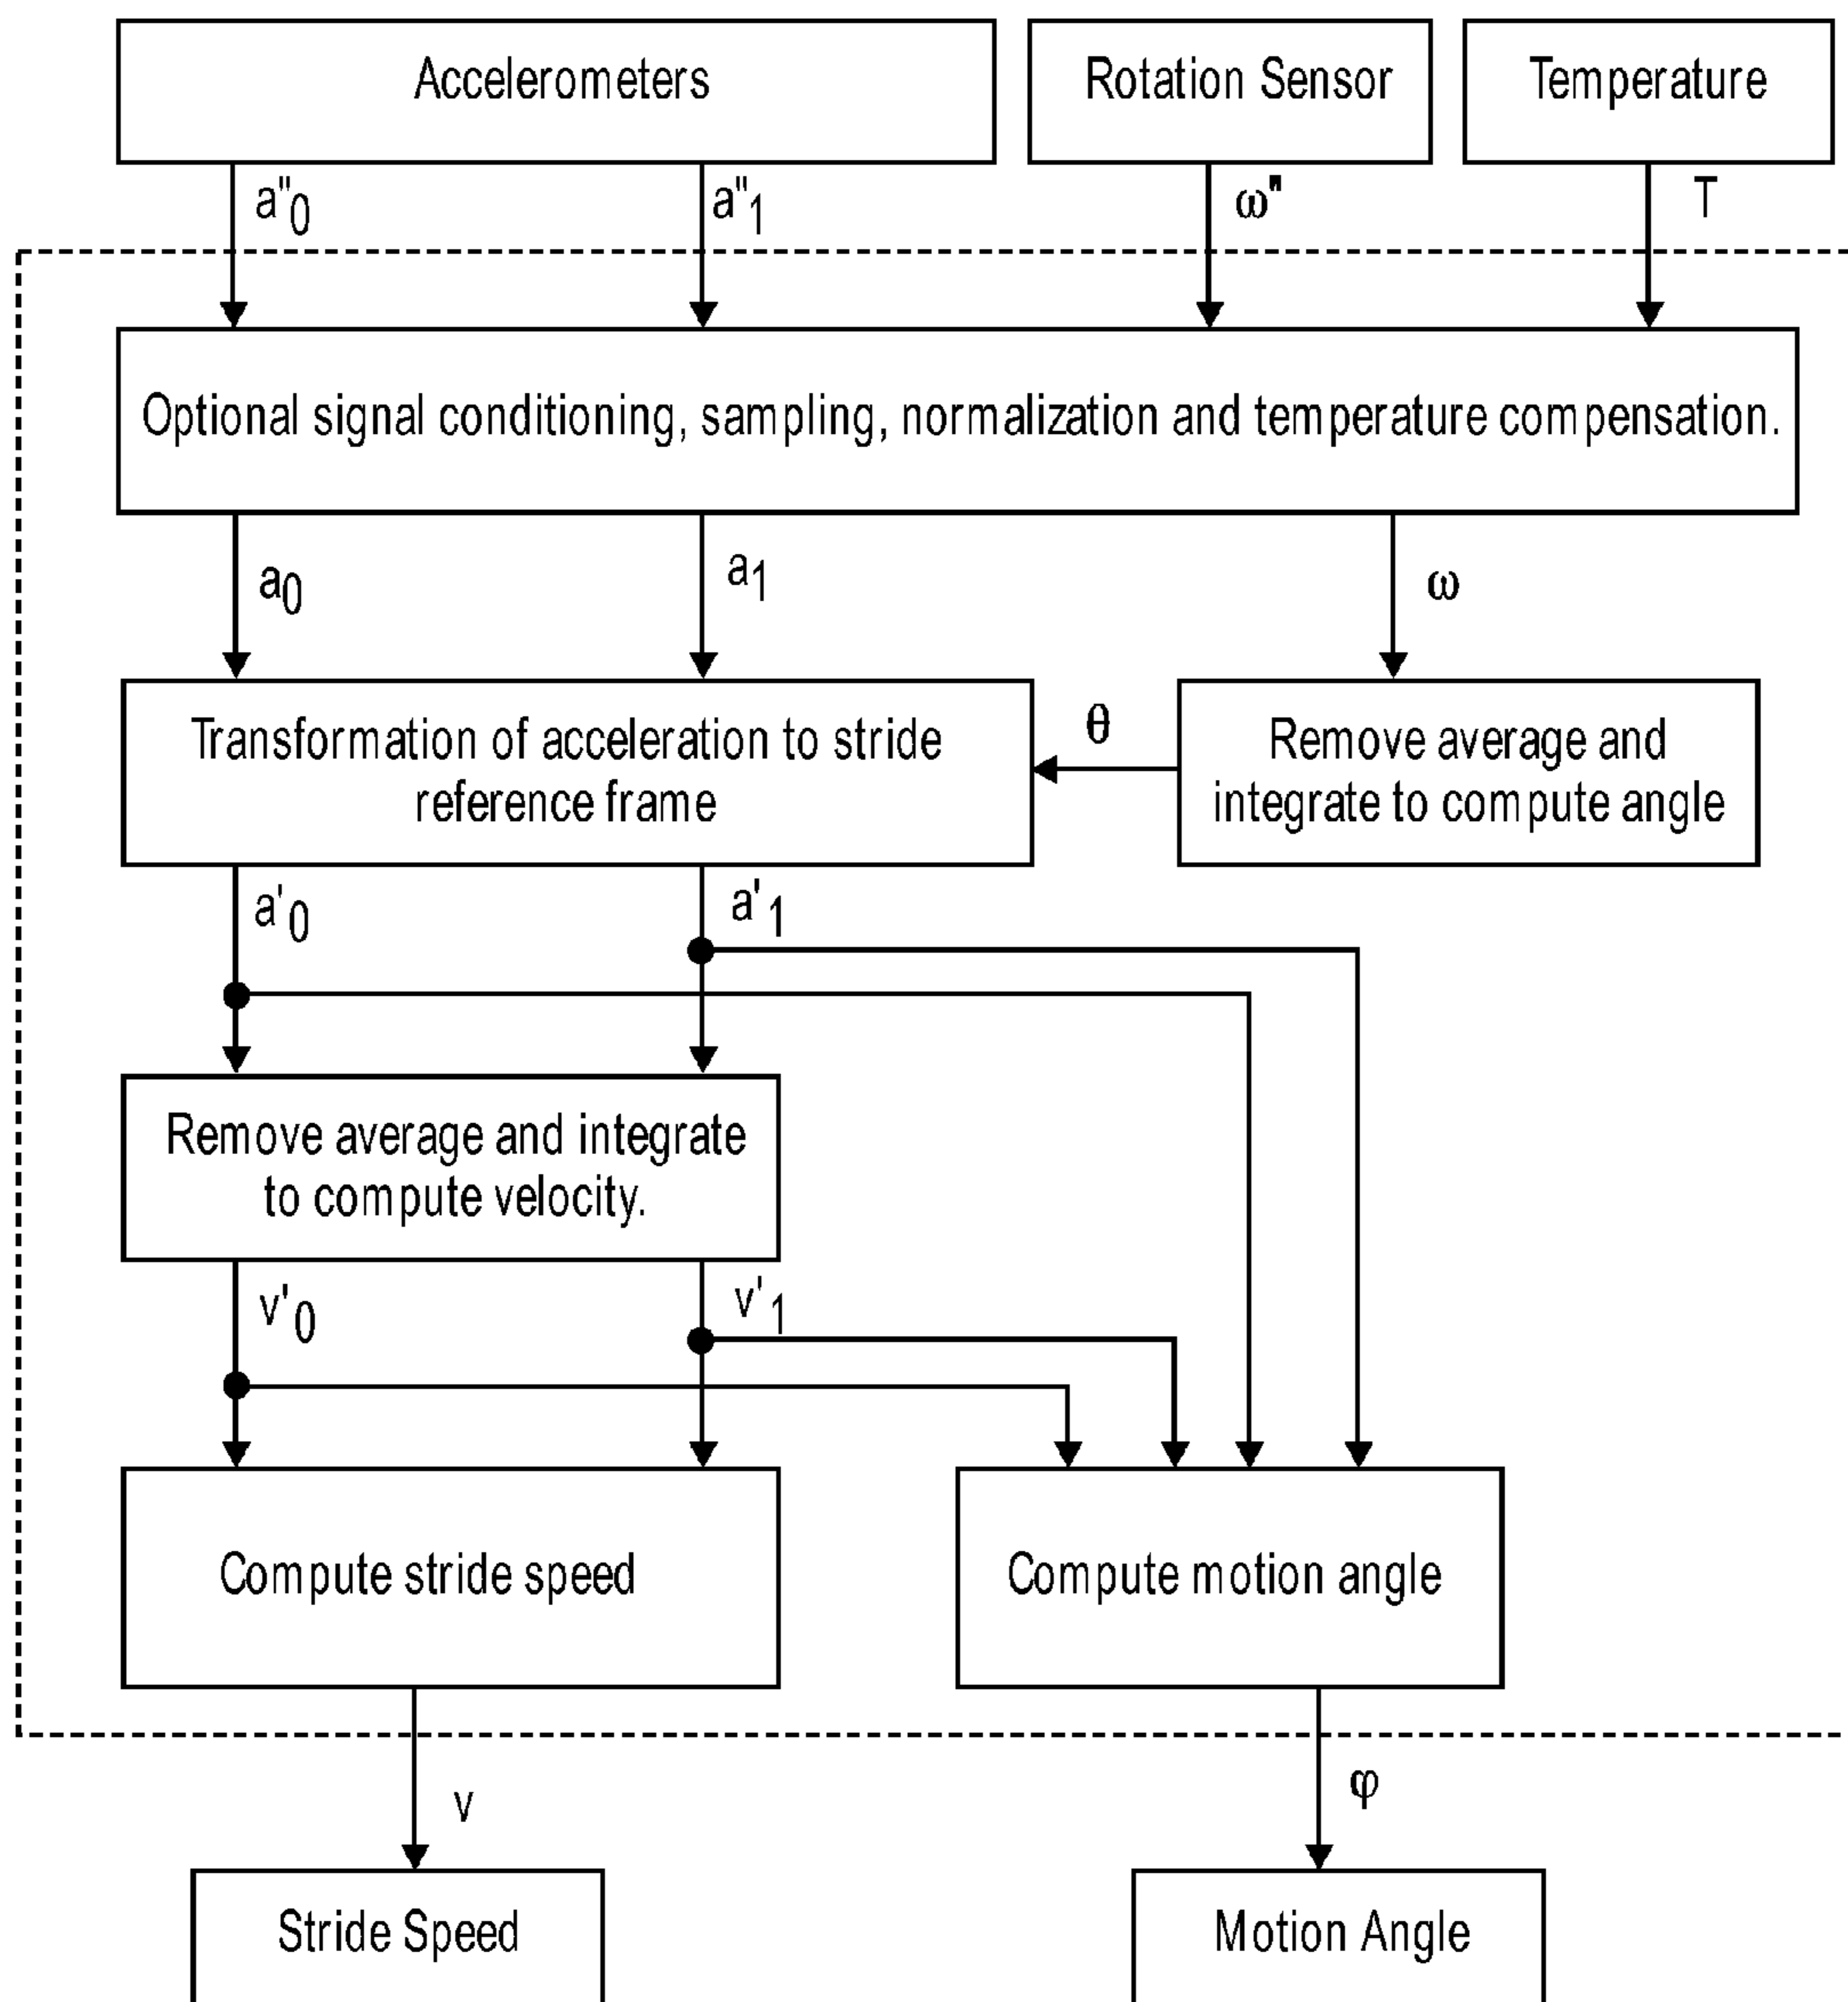 Accelerometers
Rotation Sensor
Temperature
a"0
a"1
ω"
T
Optional signal conditioning, sampling, normalization and temperature compensation.
a0
a1
ω
Transformation of acceleration to stride
reference frame
θ
Remove average and
integrate to compute angle
a'0
a'1
Remove average and integrate
to compute velocity.
v'0
v'1
Compute stride speed
Compute motion angle
v
φ
Stride Speed
Motion Angle